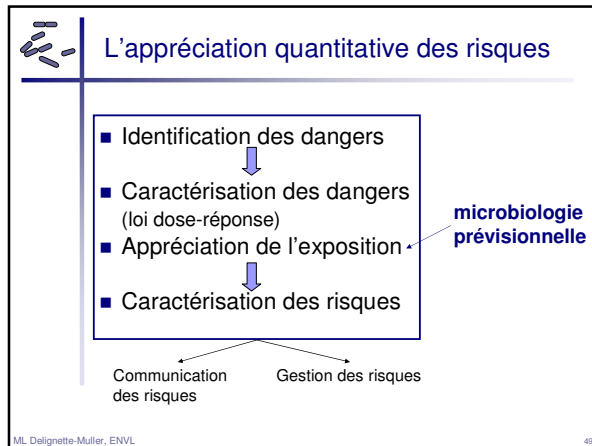 L'appréciation quantitative des risques
Identification des dangers
Caractérisation des dangers
(loi dose-réponse)
Appréciation de l'exposition
Caractérisation des risques
microbiologie
prévisionnelle
Communication
des risques
Gestion des risques
ML Delignette-Muller, ENVL
49